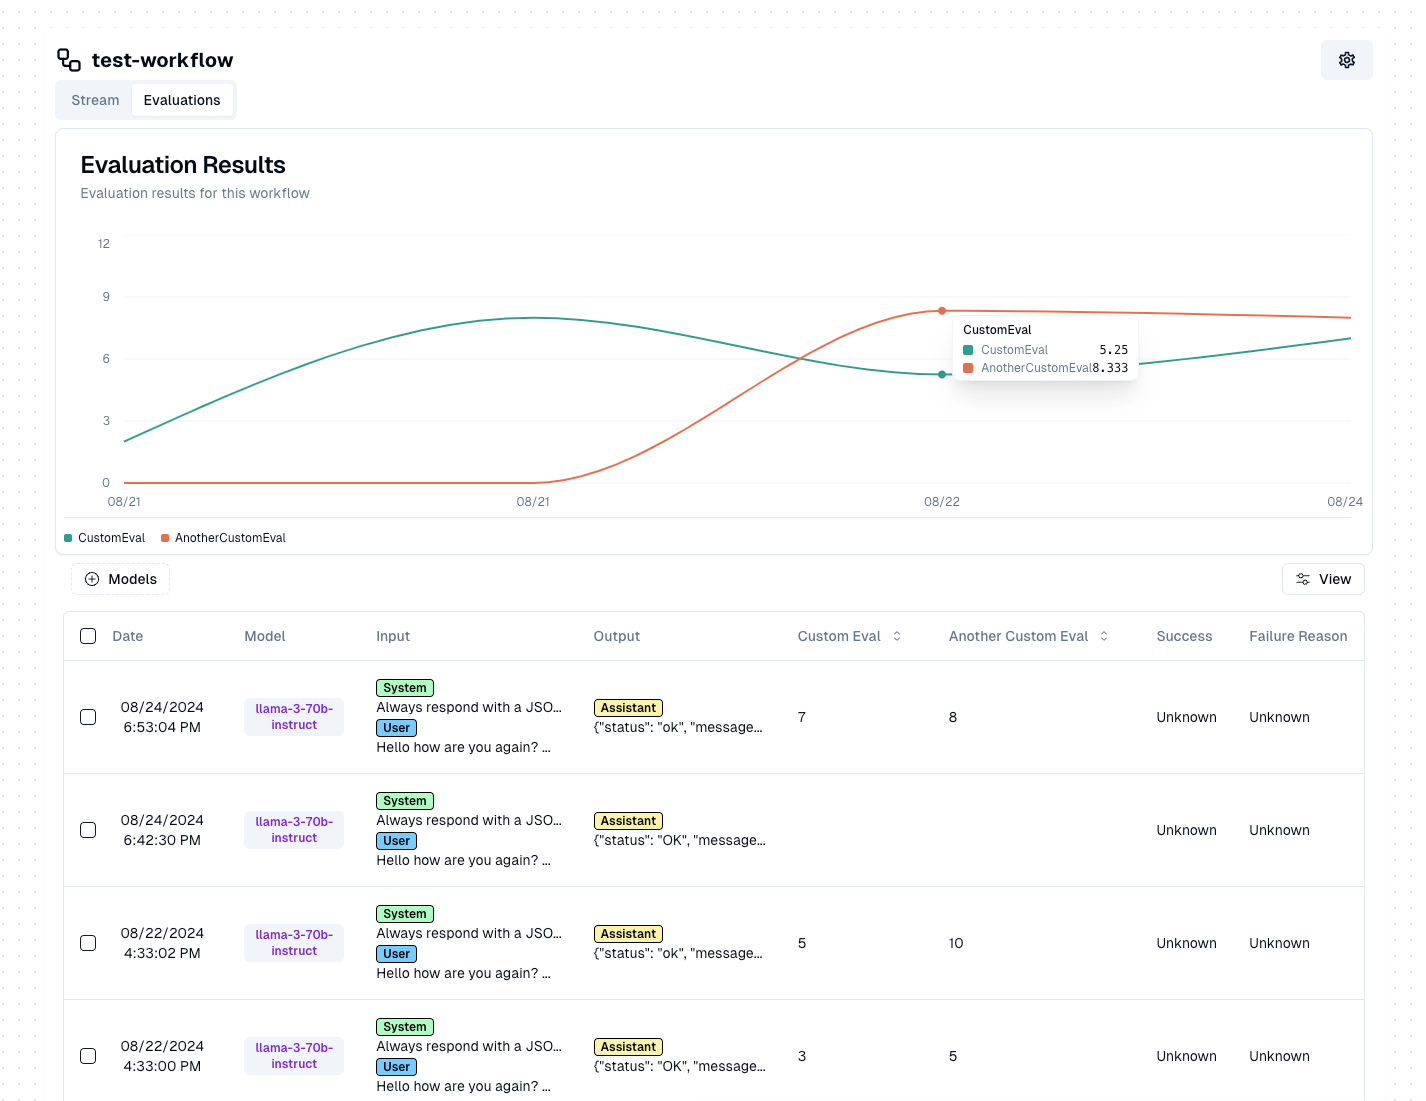 test-workflow
Stream Evaluations
Evaluation Results
Evaluation results for this workflow
12
9
6
3
0
CustomEval
CustomEval 5.25
AnotherCustomEval 8.333
08/21 08/21 08/22 08/24
CustomEval AnotherCustomEval
Models View
Date Model Input Output Custom Eval Another Custom Eval Success Failure Reason
System
08/24/2024 Always respond with a JSO... Assistant
6:53:04 PM llama-3-70b-instruct User {"status": "ok", "message... 7 8 Unknown Unknown
Hello how are you again? ...
System
08/24/2024 Always respond with a JSO... Assistant
6:42:30 PM llama-3-70b-instruct User {"status": "OK", "message... Unknown Unknown
Hello how are you again? ...
System
08/22/2024 Always respond with a JSO... Assistant
4:33:02 PM llama-3-70b-instruct User {"status": "ok", "message... 5 10 Unknown Unknown
Hello how are you again? ...
System
08/22/2024 Always respond with a JSO... Assistant
4:33:00 PM llama-3-70b-instruct User {"status": "OK", "message... 3 5 Unknown Unknown
Hello how are you again? ...